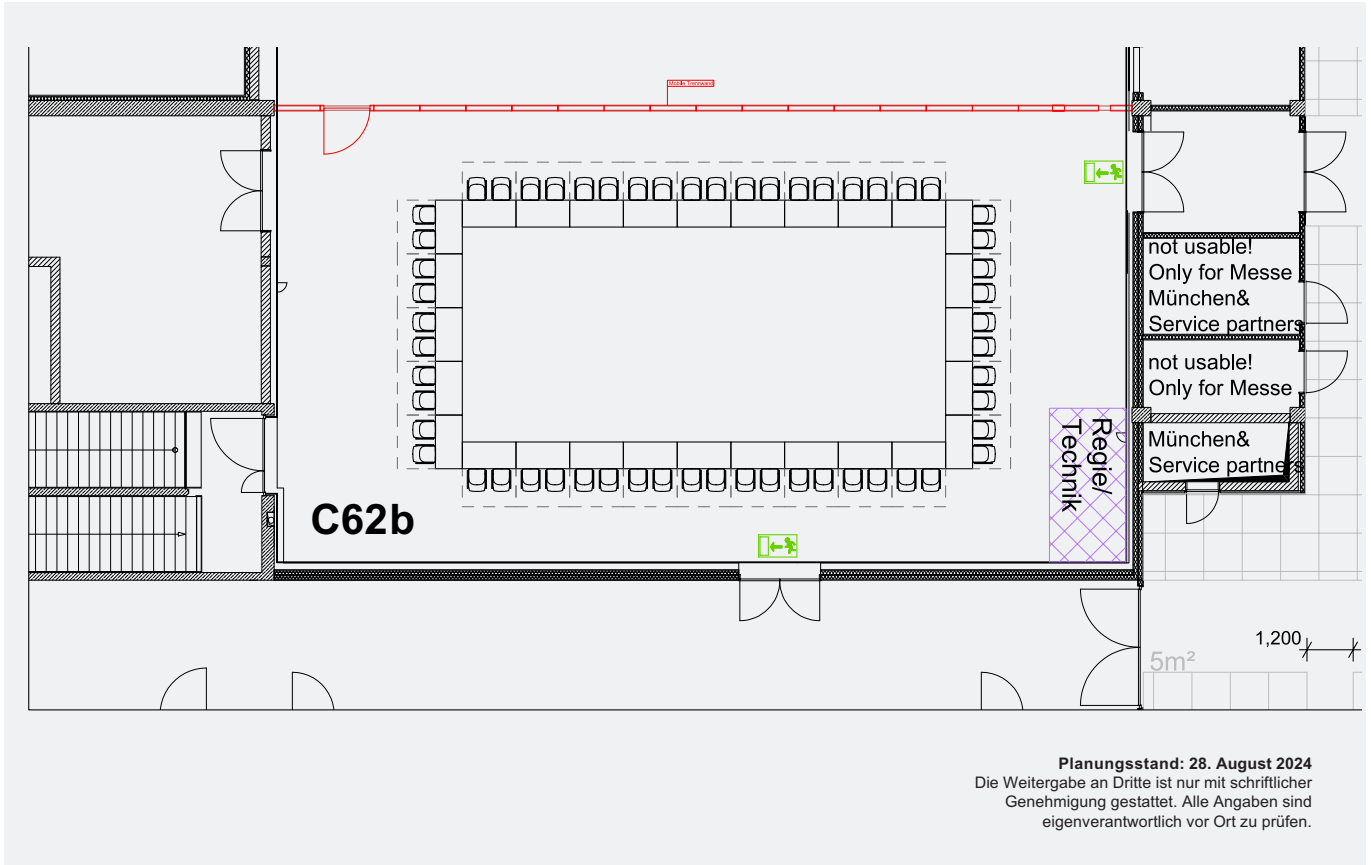 Mobile Trennwand
not usable!
Only for Messe
München&
Service partners
not usable!
Only for Messe
München&
Service partners
Regie/
Technik
C62b
1,200
5m²
Planungsstand: 28. August 2024
Die Weitergabe an Dritte ist nur mit schriftlicher
Genehmigung gestattet. Alle Angaben sind
eigenverantwortlich vor Ort zu prüfen.